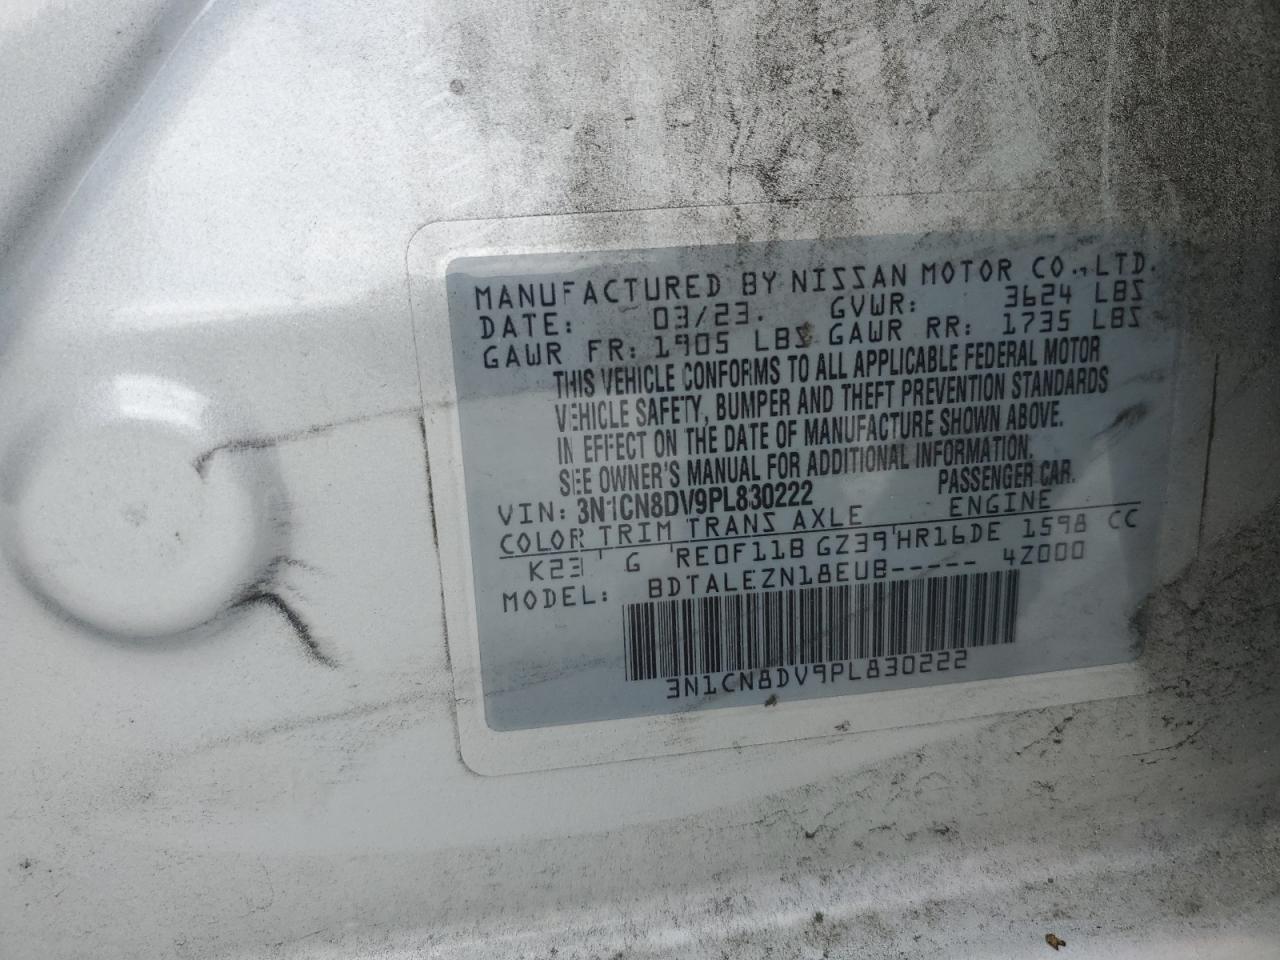 MANUFACTURED BY NISSAN MOTOR CO.,LTD.
DATE: 03/23. GVWR: 3624 LBS
GAWR FR: 1905 LBS GAWR RR: 1735 LBS
THIS VEHICLE CONFORMS TO ALL APPLICABLE FEDERAL MOTOR
VEHICLE SAFETY, BUMPER AND THEFT PREVENTION STANDARDS
IN EFFECT ON THE DATE OF MANUFACTURE SHOWN ABOVE.
SEE OWNER'S MANUAL FOR ADDITIONAL INFORMATION.
VIN: 3N1CN8DV9PL830222 PASSENGER CAR.
COLOR TRIM TRANS AXLE ENGINE
K23 G RE0F11B GZ39 HR16DE 1598 CC
MODEL: BDTALEZN18EUB----- 4Z000
3N1CN8DV9PL830222